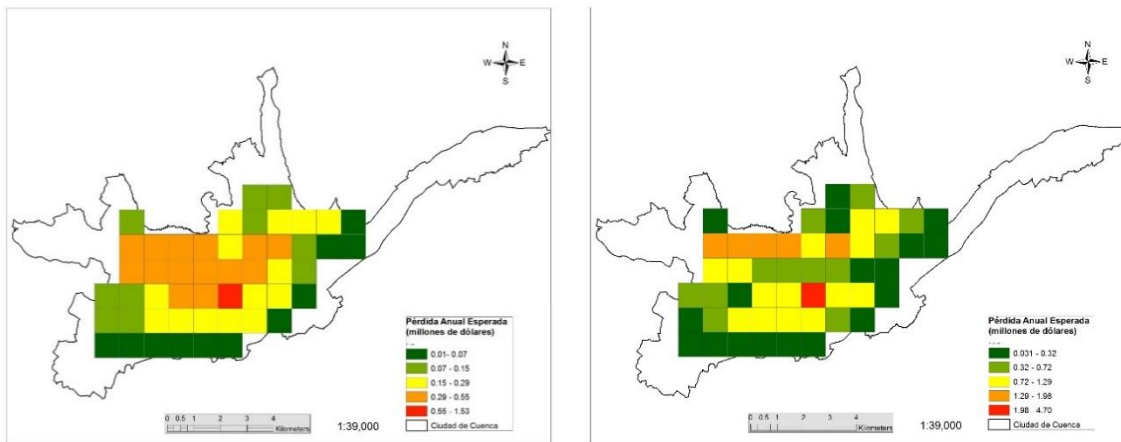 N
W E
S
Pérdida Anual Esperada
(millones de dólares)
0.01- 0.07
0.07 - 0.15
0.15 - 0.29
0.29 - 0.55
0.55 - 1.53
Ciudad de Cuenca
0 0.5 1 2 3 4
Kilometers
1:39,000
N
W E
S
Pérdida Anual Esperada
(millones de dólares)
0.031 - 0.32
0.32 - 0.72
0.72 - 1.29
1.29 - 1.98
1.98 - 4.70
Ciudad de Cuenca
0 0.5 1 2 3 4
Kilometers
1:39,000